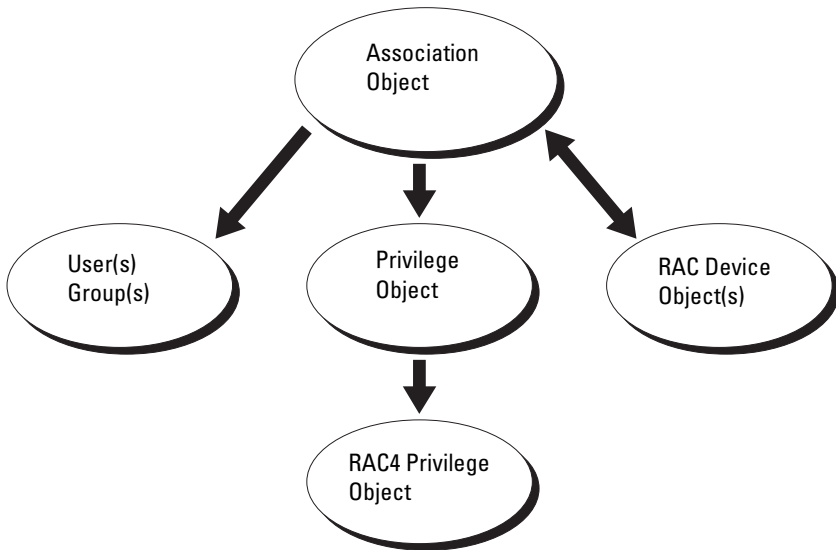 Association
Object
User(s)
Group(s)
Privilege
Object
RAC Device
Object(s)
RAC4 Privilege
Object